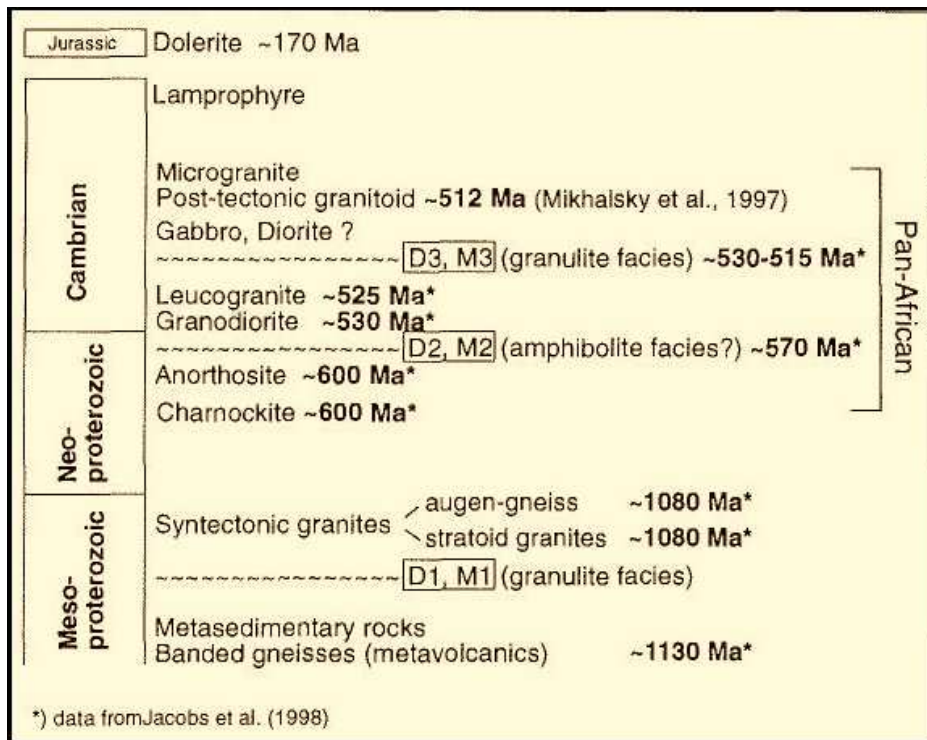 Jurassic Dolerite ~170 Ma
Lamprophyre
Cambrian
Microgranite
Post-tectonic granitoid ~512 Ma (Mikhalsky et al., 1997)
Gabbro, Diorite ?
~~~~~~~~~~~~~~~~ D3, M3 (granulite facies) ~530-515 Ma*
Leucogranite ~525 Ma*
Granodiorite ~530 Ma*
~~~~~~~~~~~~~~~~ D2, M2 (amphibolite facies?) ~570 Ma*
Pan-African
Neo-
proterozoic
Anorthosite ~600 Ma*
Charnockite ~600 Ma*
Meso-
proterozoic
augen-gneiss ~1080 Ma*
Syntectonic granites
stratoid granites ~1080 Ma*
~~~~~~~~~~~~~~~~ D1, M1 (granulite facies)
Metasedimentary rocks
Banded gneisses (metavolcanics) ~1130 Ma*
*) data fromJacobs et al. (1998)